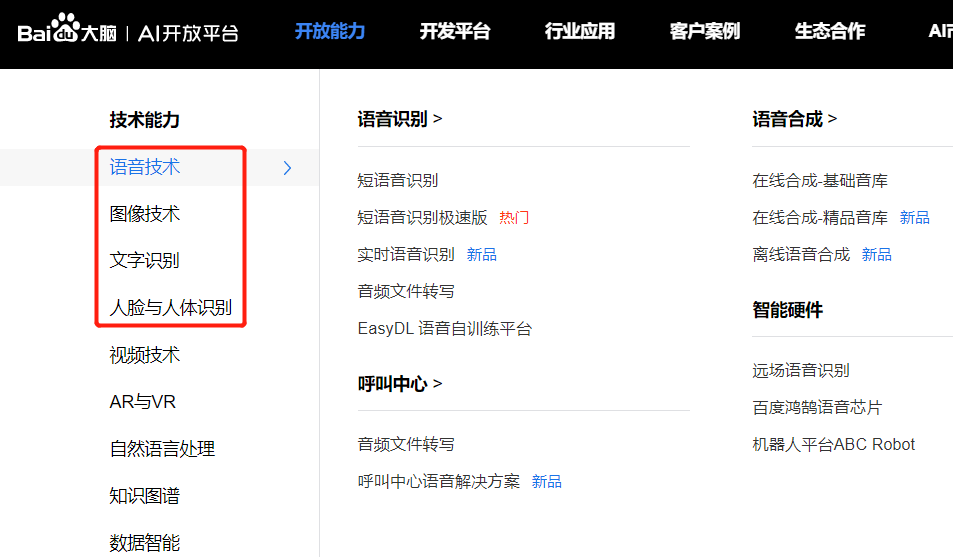 Baidu大脑 | AI开放平台 开放能力 开发平台 行业应用 客户案例 生态合作
技术能力
语音技术
图像技术
文字识别
人脸与人体识别
视频技术
AR与VR
自然语言处理
知识图谱
数据智能
语音识别 >
短语音识别
短语音识别极速版 热门
实时语音识别 新品
音频文件转写
EasyDL 语音自训练平台
呼叫中心 >
音频文件转写
呼叫中心语音解决方案 新品
语音合成 >
在线合成-基础音库
在线合成-精品音库 新品
离线语音合成 新品
智能硬件
远场语音识别
百度鸿鹄语音芯片
机器人平台ABC Robot